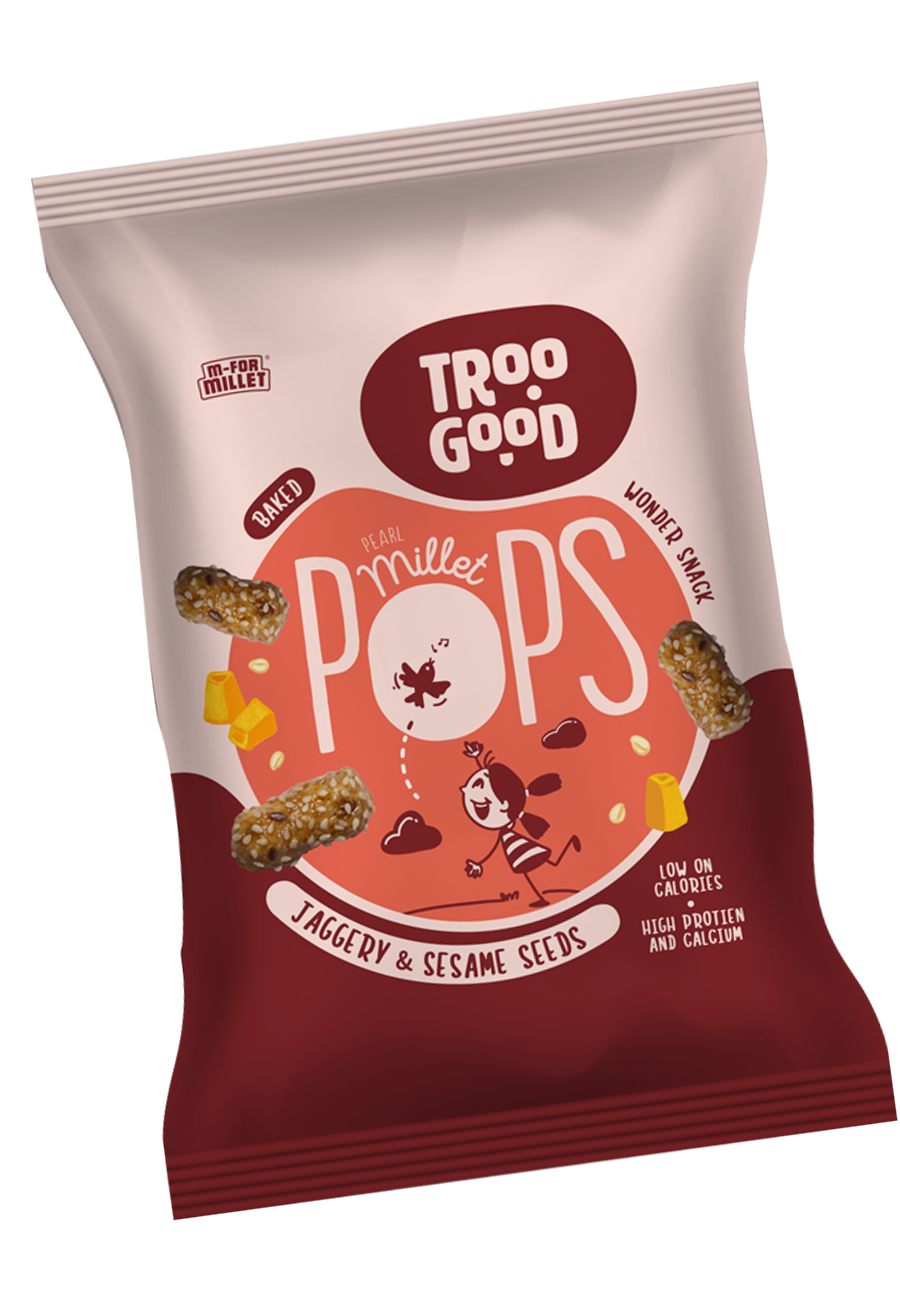 M-FOR
MILLET®
TROO
GOOD
BAKED
WONDER SNACK
PEARL
Millet
POPS
JAGGERY & SESAME SEEDS
LOW ON
CALORIES
•
HIGH PROTIEN
AND CALCIUM